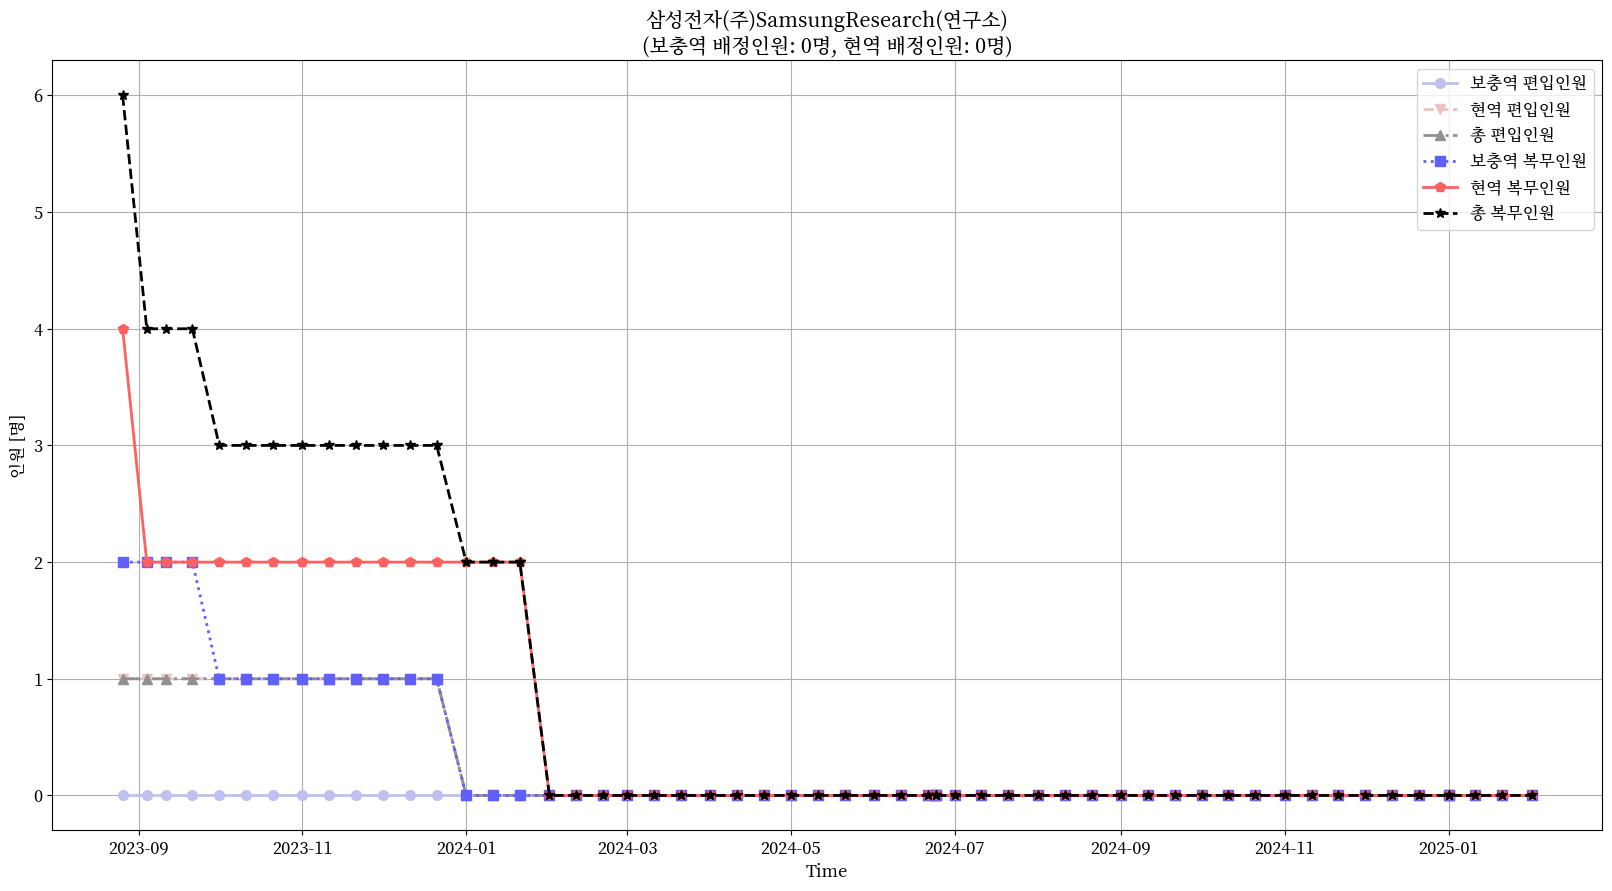 삼성전자(주)SamsungResearch(연구소)
(보충역 배정인원: 0명, 현역 배정인원: 0명)
보충역 편입인원
현역 편입인원
총 편입인원
보충역 복무인원
현역 복무인원
총 복무인원
6
5
4
3
2
1
0
인원 [명]
2023-09 2023-11 2024-01 2024-03 2024-05 2024-07 2024-09 2024-11 2025-01
Time